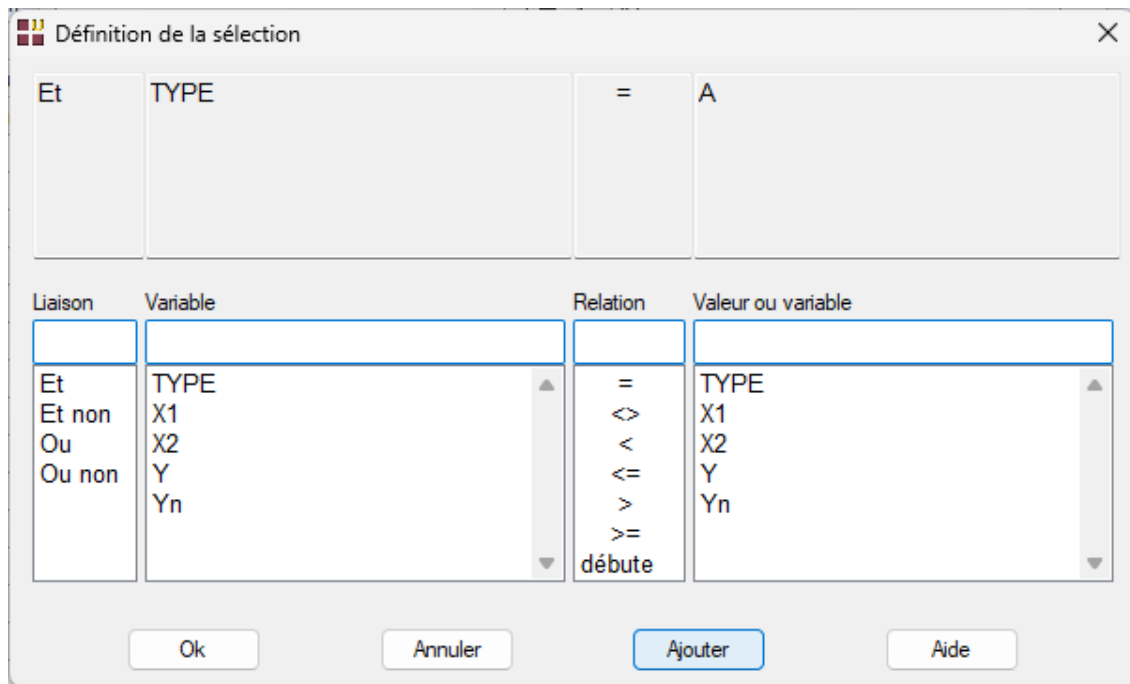 Définition de la sélection
Et TYPE = A
Liaison Variable Relation Valeur ou variable
Et TYPE = TYPE
Et non X1 <> X1
Ou X2 < X2
Ou non Y <= Y
Yn > Yn
>=
débute
Ok Annuler Ajouter Aide